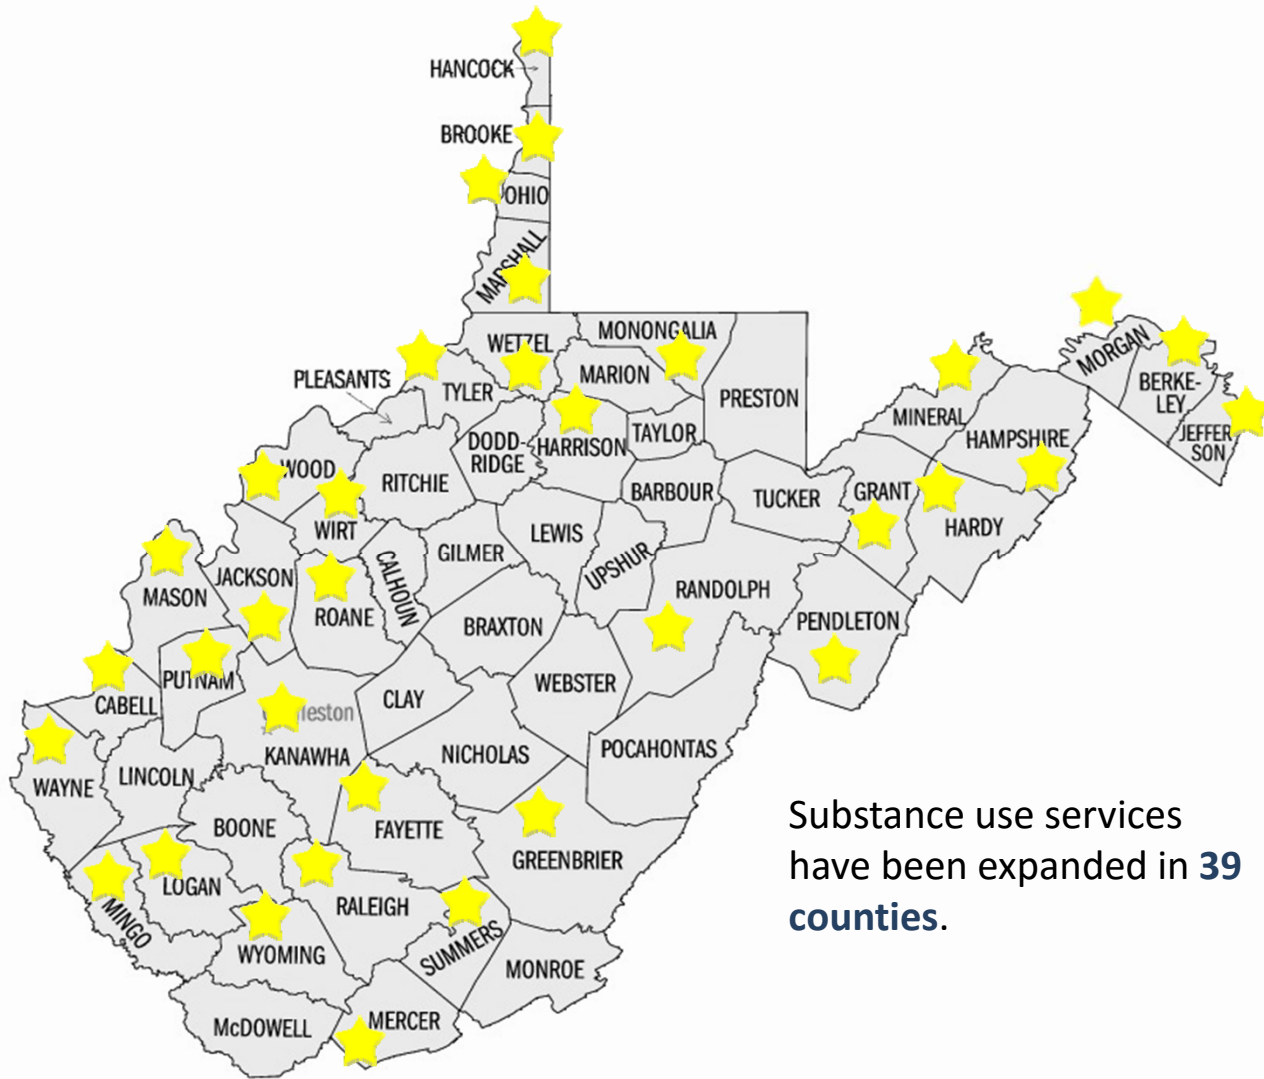 HANCOCK
BROOKE
OHIO
MARSHALL
WETZEL
MONONGALIA
PLEASANTS
TYLER
MARION
PRESTON
MORGAN
BERKE-
LEY
JEFFER
SON
MINERAL
HAMPSHIRE
DODD-
RIDGE
HARRISON
TAYLOR
WOOD
RITCHIE
BARBOUR
TUCKER
GRANT
HARDY
WIRT
LEWIS
GILMER
CALHOUN
UPSHUR
JACKSON
MASON
ROANE
RANDOLPH
BRAXTON
PENDLETON
PUTNAM
CABELL
WEBSTER
CLAY
KANAWHA
NICHOLAS
POCAHONTAS
WAYNE
LINCOLN
BOONE
FAYETTE
GREENBRIER
LOGAN
MINGO
RALEIGH
SUMMERS
WYOMING
MONROE
McDOWELL
MERCER
Substance use services
have been expanded in 39
counties.